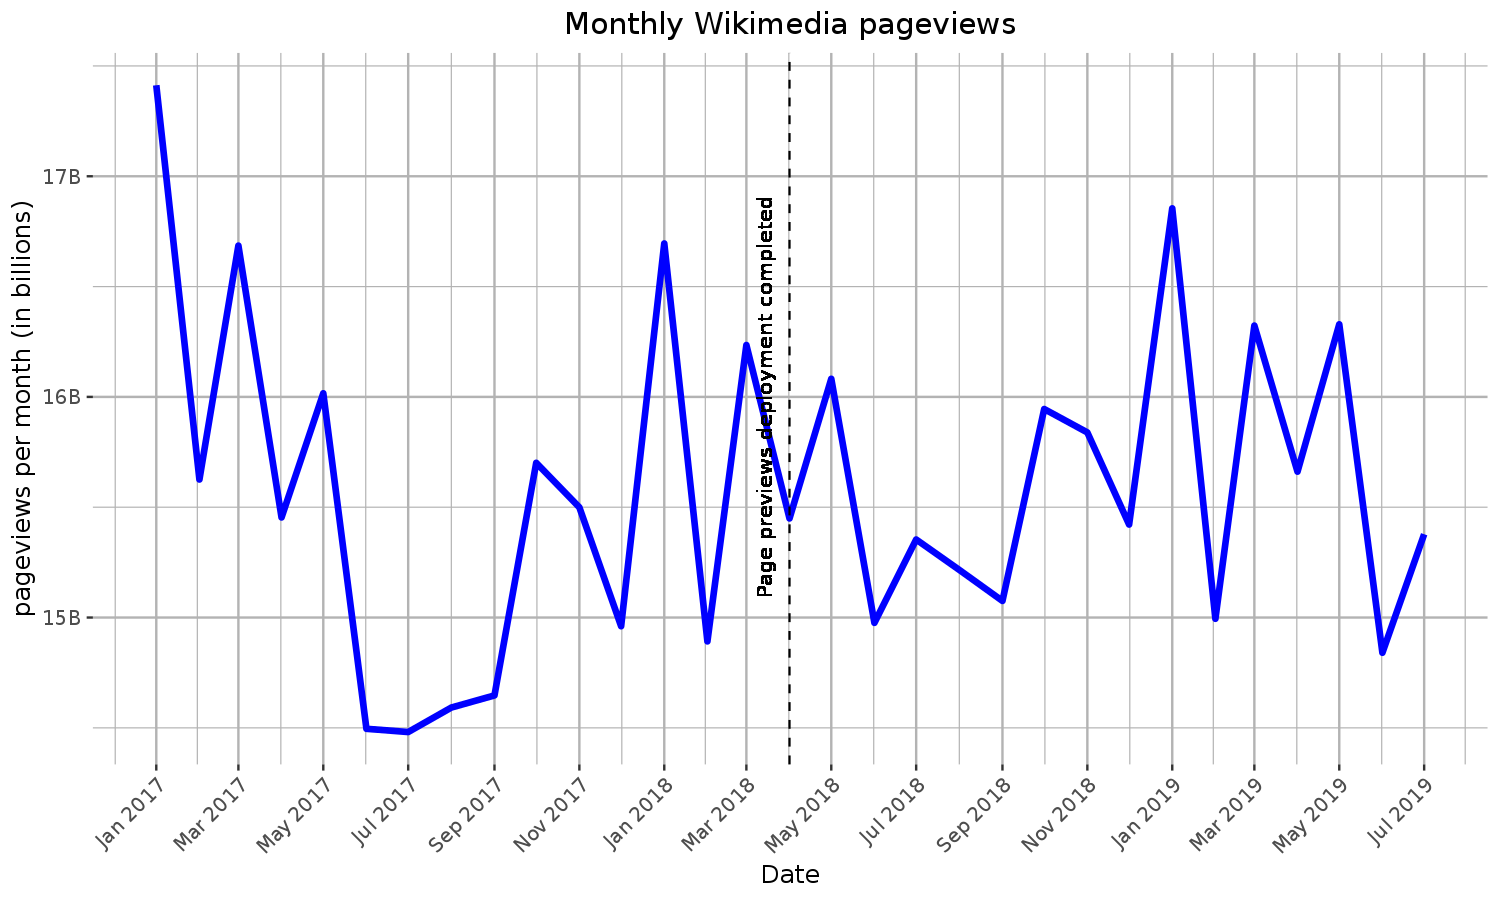 Monthly Wikimedia pageviews
pageviews per month (in billions)
17B
16B
15B
Page previews deployment completed
Jan 2017
Mar 2017
May 2017
Jul 2017
Sep 2017
Nov 2017
Jan 2018
Mar 2018
May 2018
Jul 2018
Sep 2018
Nov 2018
Jan 2019
Mar 2019
May 2019
Jul 2019
Date